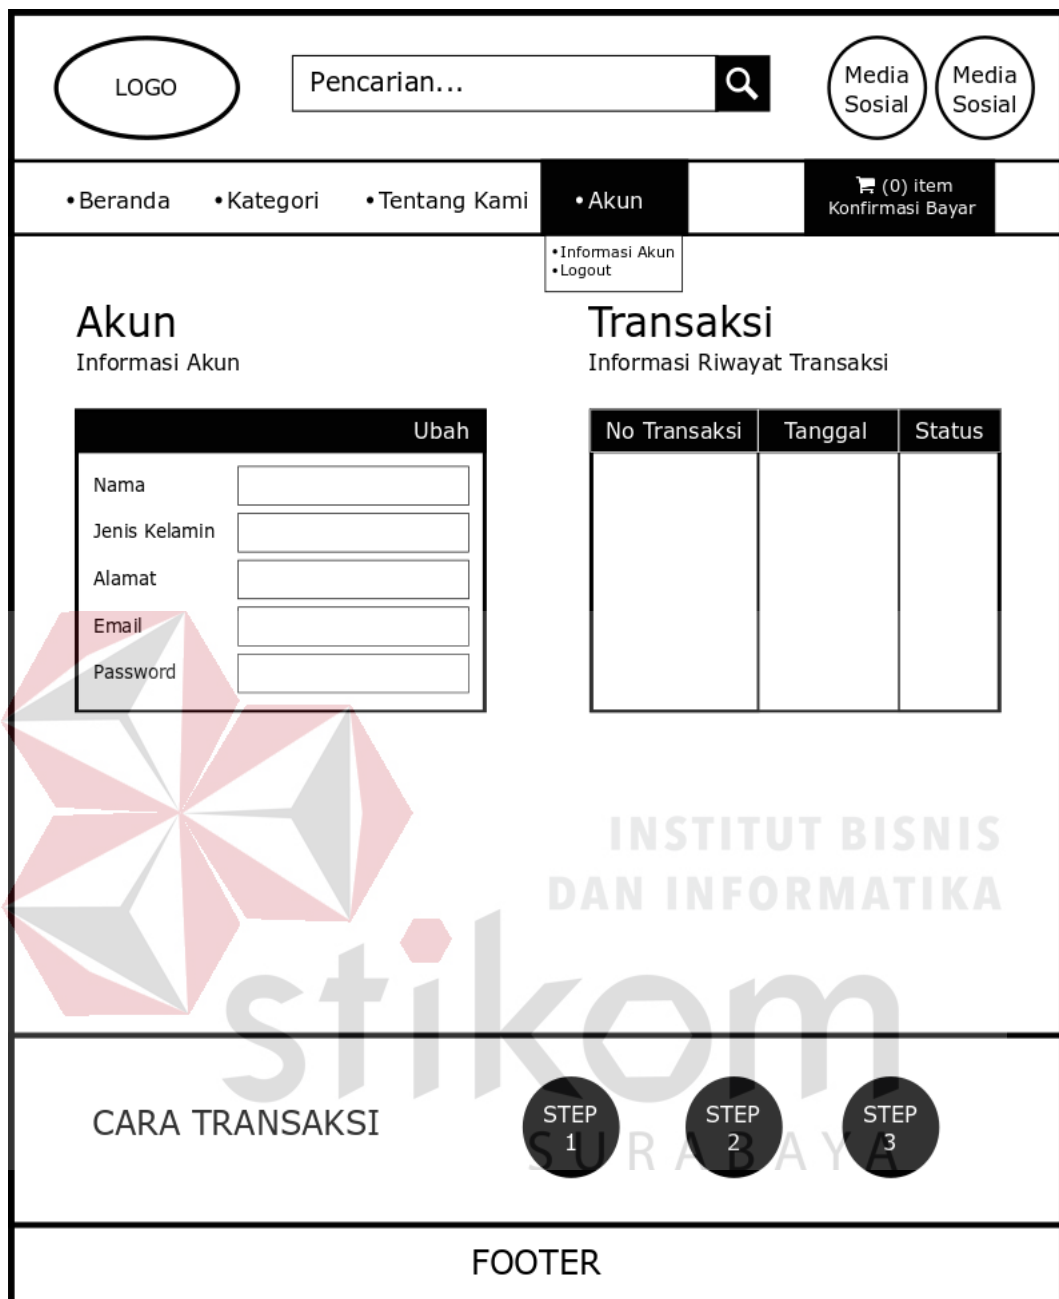 LOGO
Pencarian...
Media
Sosial
Media
Sosial
•Beranda
•Kategori
•Tentang Kami
•Akun
(0) item
Konfirmasi Bayar
•Informasi Akun
•Logout
Akun
Informasi Akun
Transaksi
Informasi Riwayat Transaksi
Ubah
Nama
Jenis Kelamin
Alamat
Email
Password
No Transaksi
Tanggal
Status
INSTITUT BISNIS
DAN INFORMATIKA
stikom
SURABAYA
CARA TRANSAKSI
STEP
1
STEP
2
STEP
3
FOOTER